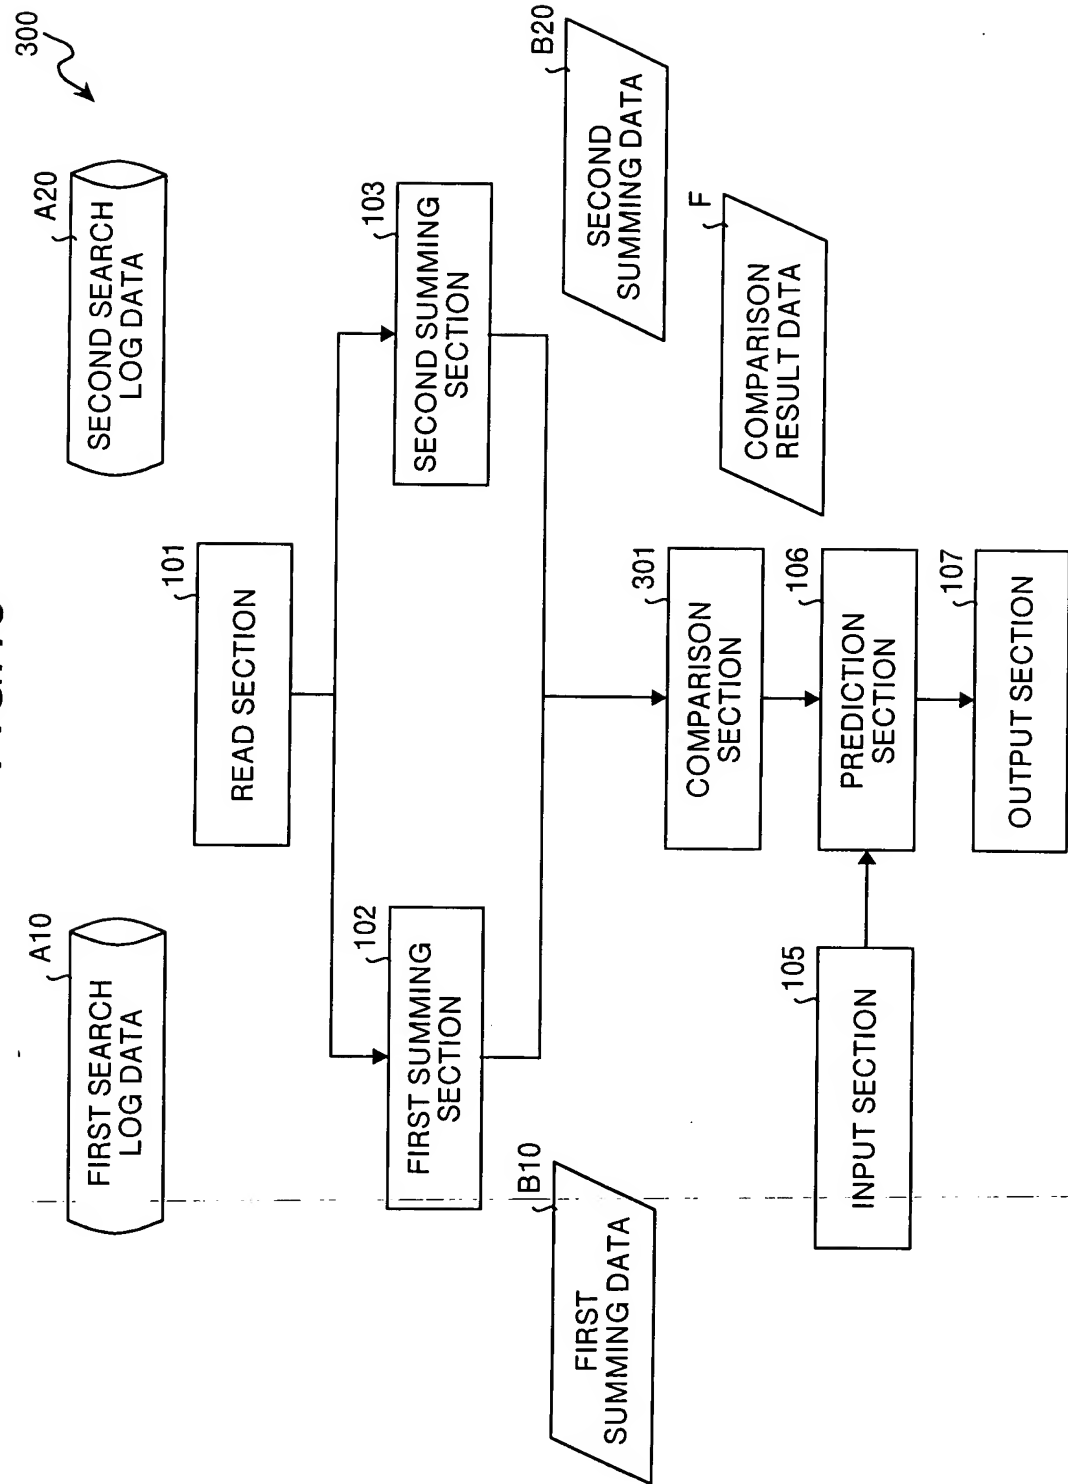 300
FIRST SEARCH
LOG DATA
A10
SECOND SEARCH
LOG DATA
A20
READ SECTION
101
FIRST SUMMING
SECTION
102
SECOND SUMMING
SECTION
103
FIRST
SUMMING DATA
B10
SECOND
SUMMING DATA
B20
COMPARISON
SECTION
301
COMPARISON
RESULT DATA
F
INPUT SECTION
105
PREDICTION
SECTION
106
OUTPUT SECTION
107